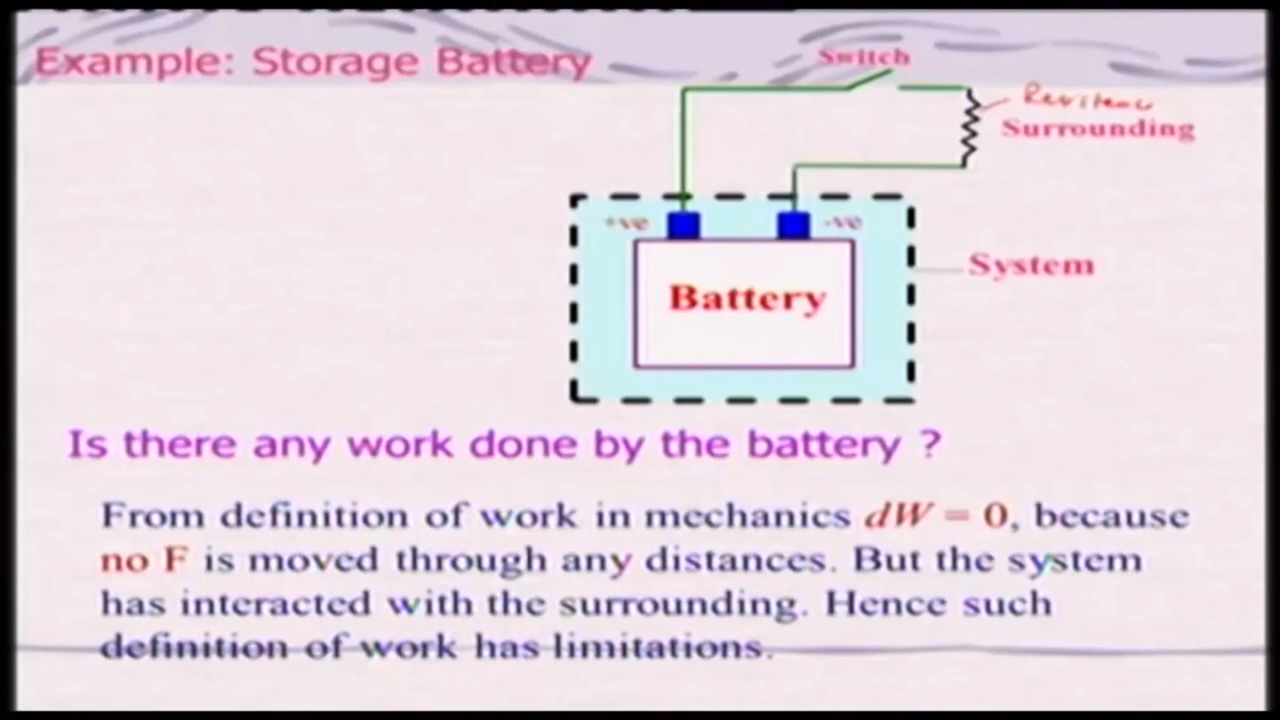 Example: Storage Battery
Switch
Resitenc
Surrounding
+ve
-ve
Battery
System
Is there any work done by the battery ?
From definition of work in mechanics dW = 0, because
no F is moved through any distances. But the system
has interacted with the surrounding. Hence such
definition of work has limitations.